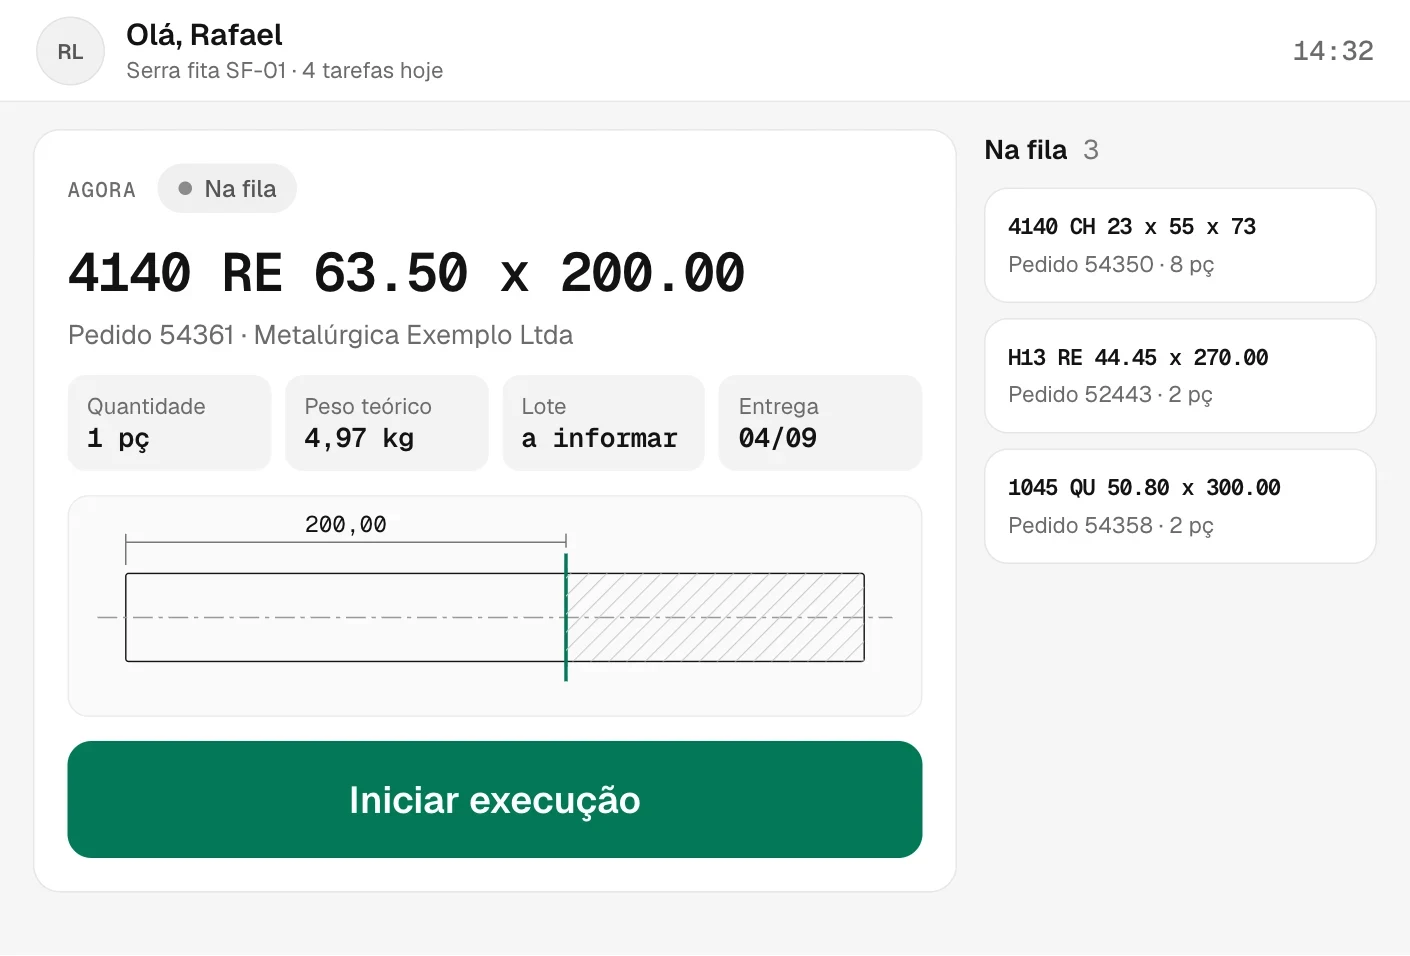 RL
Olá, Rafael
Serra fita SF-01 · 4 tarefas hoje
14:32
AGORA
Na fila
4140 RE 63.50 x 200.00
Pedido 54361 · Metalúrgica Exemplo Ltda
Quantidade
1 pç
Peso teórico
4,97 kg
Lote
a informar
Entrega
04/09
200,00
Iniciar execução
Na fila 3
4140 CH 23 x 55 x 73
Pedido 54350 · 8 pç
H13 RE 44.45 x 270.00
Pedido 52443 · 2 pç
1045 QU 50.80 x 300.00
Pedido 54358 · 2 pç